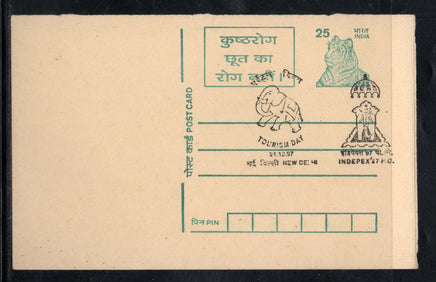 कुष्ठरोग
छूत का
रोग नहीं।
25
भारत
INDIA
पोस्ट कार्ड POST CARD
TOURISM DAY
21.12.97
नई दिल्ली NEW DELHI
INDEPEX 97 P.O.
पिन PIN